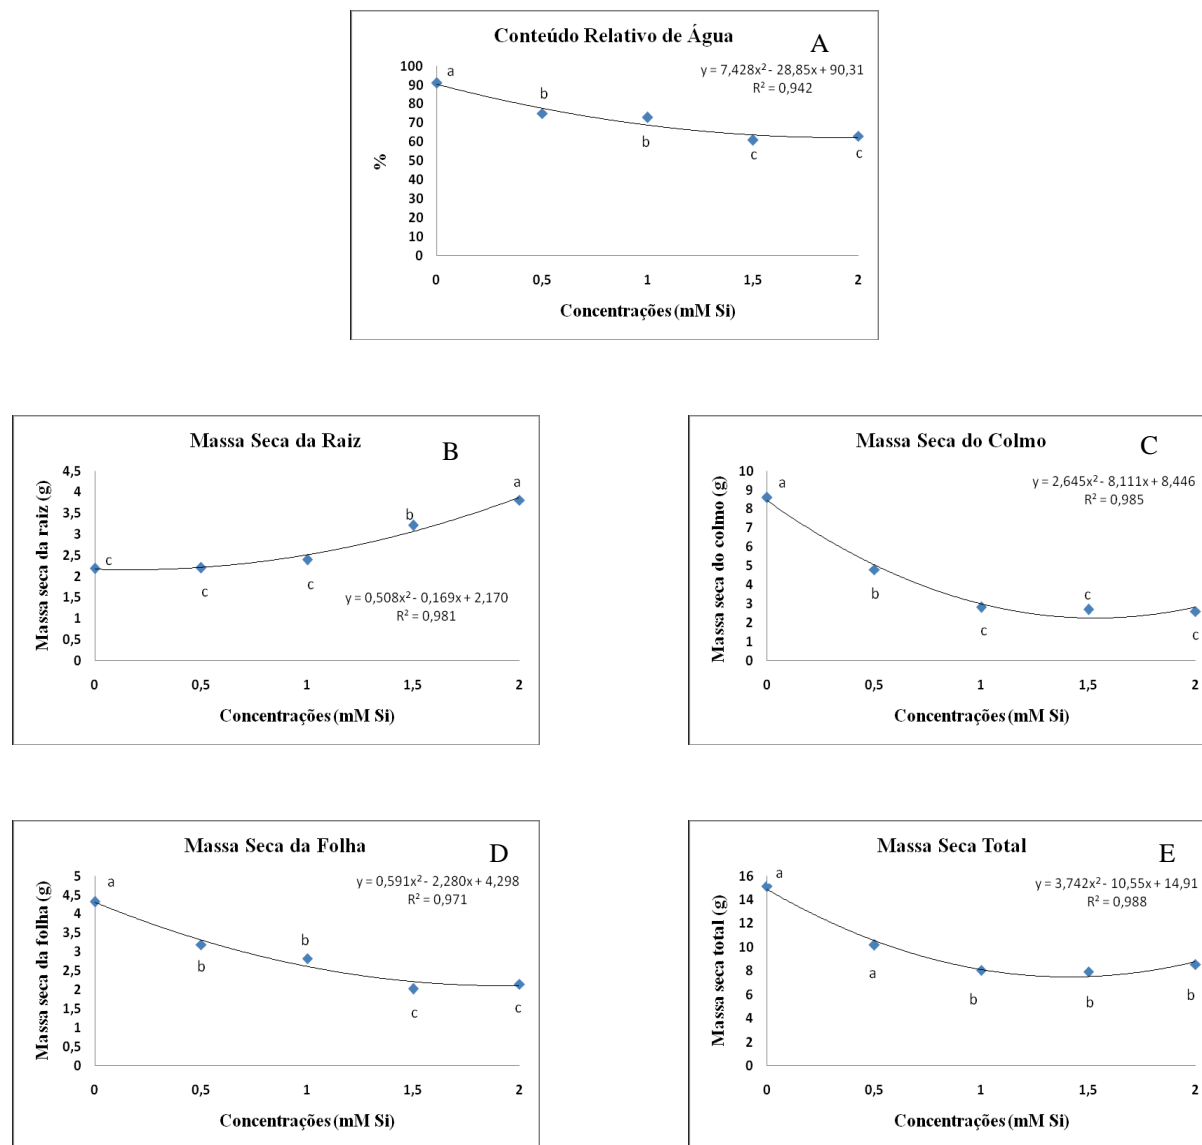 Conteúdo Relativo de Água
A
y = 7,428x² - 28,85x + 90,31
R² = 0,942
100
90
80
70
60
50
40
30
20
10
0
%
a
b
b
c
c
0 0,5 1 1,5 2
Concentrações (mM Si)
Massa Seca da Raiz
B
4,5
4
3,5
3
2,5
2
1,5
1
0,5
0
Massa seca da raiz (g)
c
c
c
b
a
y = 0,508x² - 0,169x + 2,170
R² = 0,981
0 0,5 1 1,5 2
Concentrações (mM Si)
Massa Seca do Colmo
C
y = 2,645x² - 8,111x + 8,446
R² = 0,985
10
9
8
7
6
5
4
3
2
1
0
Massa seca do colmo (g)
a
b
c
c
c
0 0,5 1 1,5 2
Concentrações (mM Si)
Massa Seca da Folha
D
y = 0,591x² - 2,280x + 4,298
R² = 0,971
5
4,5
4
3,5
3
2,5
2
1,5
1
0,5
0
Massa seca da folha (g)
a
b
b
c
c
0 0,5 1 1,5 2
Concentrações (mM Si)
Massa Seca Total
E
y = 3,742x² - 10,55x + 14,91
R² = 0,988
16
14
12
10
8
6
4
2
0
Massa seca total (g)
a
a
b
b
b
0 0,5 1 1,5 2
Concentrações (mM Si)